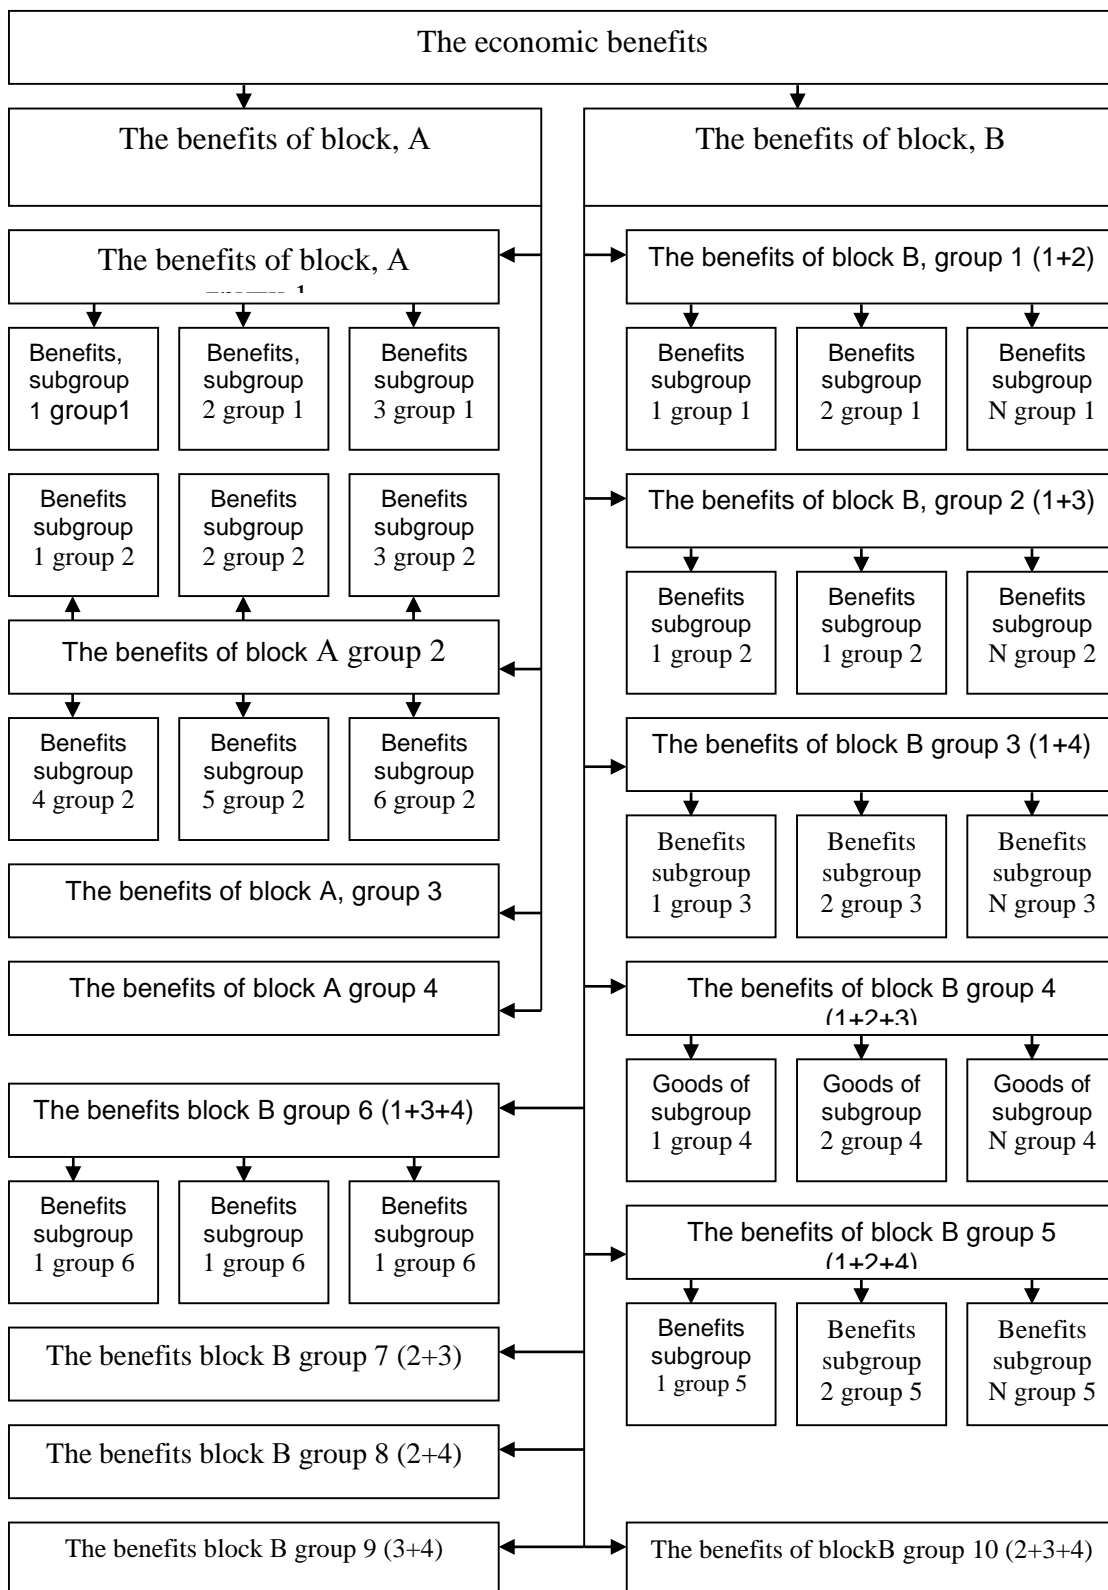 The economic benefits
The benefits of block, A
The benefits of block, B
The benefits of block, A
The benefits of block B, group 1 (1+2)
Benefits,
subgroup
1 group1
Benefits,
subgroup
2 group 1
Benefits
subgroup
3 group 1
Benefits
subgroup
1 group 1
Benefits
subgroup
2 group 1
Benefits
subgroup
N group 1
Benefits
subgroup
1 group 2
Benefits
subgroup
2 group 2
Benefits
subgroup
3 group 2
The benefits of block B, group 2 (1+3)
Benefits
subgroup
1 group 2
Benefits
subgroup
1 group 2
Benefits
subgroup
N group 2
The benefits of block A group 2
Benefits
subgroup
4 group 2
Benefits
subgroup
5 group 2
Benefits
subgroup
6 group 2
The benefits of block B group 3 (1+4)
Benefits
subgroup
1 group 3
Benefits
subgroup
2 group 3
Benefits
subgroup
N group 3
The benefits of block A, group 3
The benefits of block A group 4
The benefits of block B group 4
(1+2+3)
Goods of
subgroup
1 group 4
Goods of
subgroup
2 group 4
Goods of
subgroup
N group 4
The benefits block B group 6 (1+3+4)
Benefits
subgroup
1 group 6
Benefits
subgroup
1 group 6
Benefits
subgroup
1 group 6
The benefits of block B group 5
(1+2+4)
Benefits
subgroup
1 group 5
Benefits
subgroup
2 group 5
Benefits
subgroup
N group 5
The benefits block B group 7 (2+3)
The benefits block B group 8 (2+4)
The benefits block B group 9 (3+4)
The benefits of blockB group 10 (2+3+4)